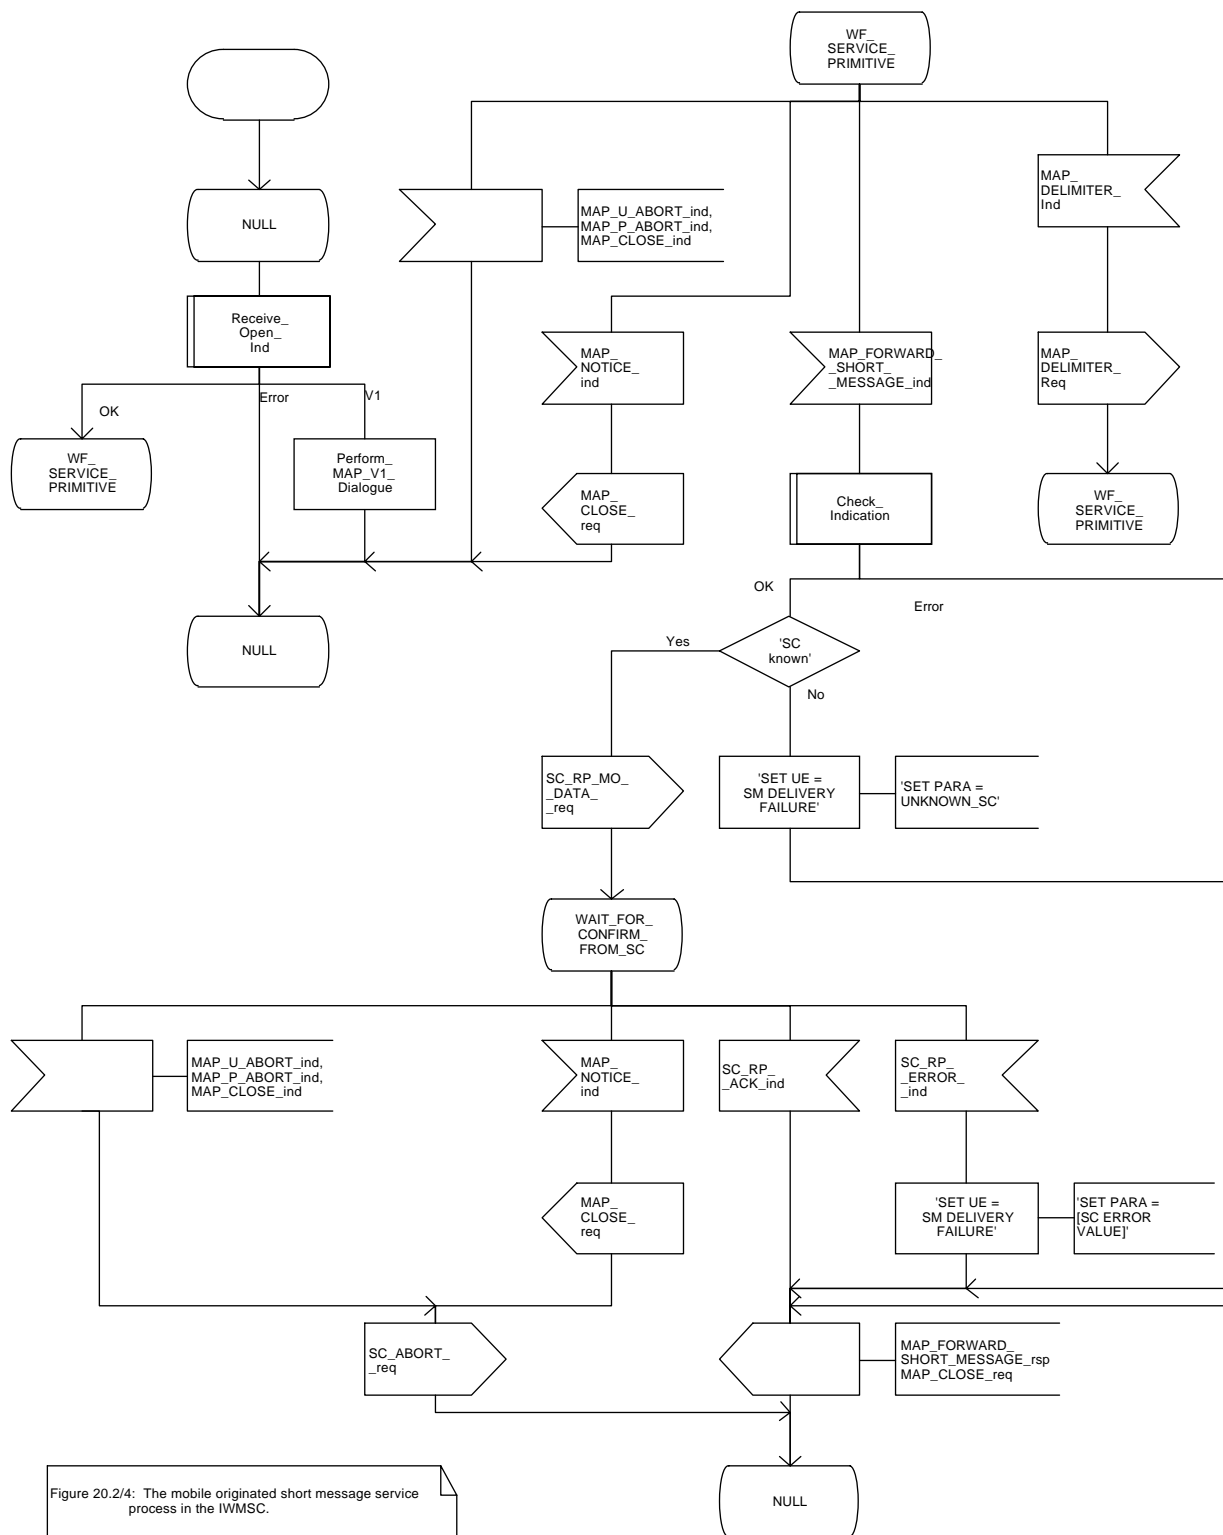 WF_
SERVICE_
PRIMITIVE
MAP_
DELIMITER_
Ind
NULL
MAP_U_ABORT_ind,
MAP_P_ABORT_ind,
MAP_CLOSE_ind
Receive_
Open_
Ind
MAP_
NOTICE_
ind
MAP_FORWARD_
_SHORT_
_MESSAGE_ind
MAP_
DELIMITER_
Req
OK
Error
V1
WF_
SERVICE_
PRIMITIVE
Perform_
MAP_V1_
Dialogue
MAP_
CLOSE_
req
Check_
Indication
WF_
SERVICE_
PRIMITIVE
OK
Error
NULL
Yes
'SC
known'
No
SC_RP_MO_
_DATA_
_req
'SET UE =
SM DELIVERY
FAILURE'
'SET PARA =
UNKNOWN_SC'
WAIT_FOR_
CONFIRM_
FROM_SC
MAP_U_ABORT_ind,
MAP_P_ABORT_ind,
MAP_CLOSE_ind
MAP_
NOTICE_
ind
SC_RP_
_ACK_ind
SC_RP_
_ERROR_
_ind
MAP_
CLOSE_
req
'SET UE =
SM DELIVERY
FAILURE'
'SET PARA =
[SC ERROR
VALUE]'
SC_ABORT_
_req
MAP_FORWARD_
SHORT_MESSAGE_rsp
MAP_CLOSE_req
NULL
Figure 20.2/4: The mobile originated short message service
process in the IWMSC.